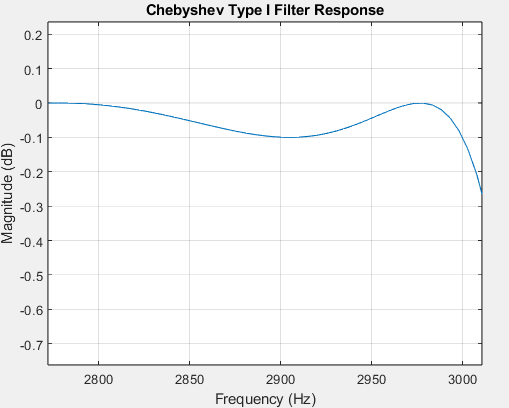 Chebyshev Type I Filter Response
0.2
0.1
0
-0.1
-0.2
-0.3
-0.4
-0.5
-0.6
-0.7
Magnitude (dB)
2800 2850 2900 2950 3000
Frequency (Hz)